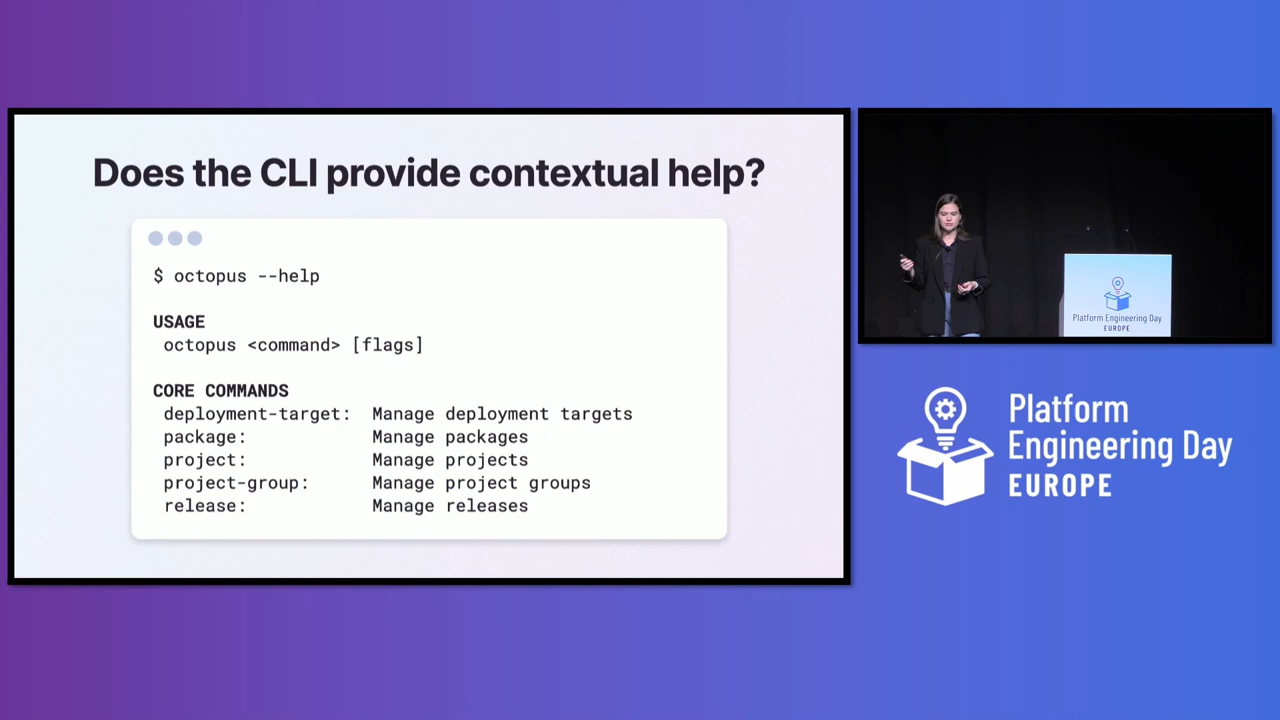 Does the CLI provide contextual help?
$ octopus --help
USAGE
octopus <command> [flags]
CORE COMMANDS
deployment-target: Manage deployment targets
package: Manage packages
project: Manage projects
project-group: Manage project groups
release: Manage releases
Platform Engineering Day
EUROPE
Platform
Engineering Day
EUROPE